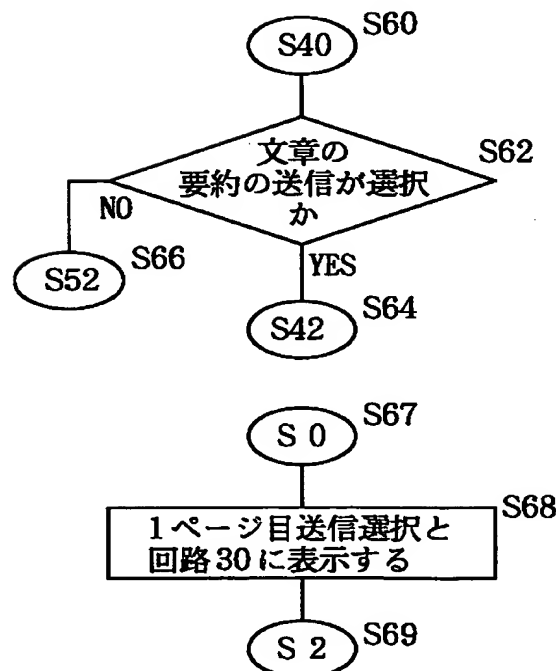 S40
S60
文章の
要約の送信が選択
か
S62
NO
YES
S52
S66
S42
S64
S 0
S67
1ページ目送信選択と
回路30に表示する
S68
S 2
S69